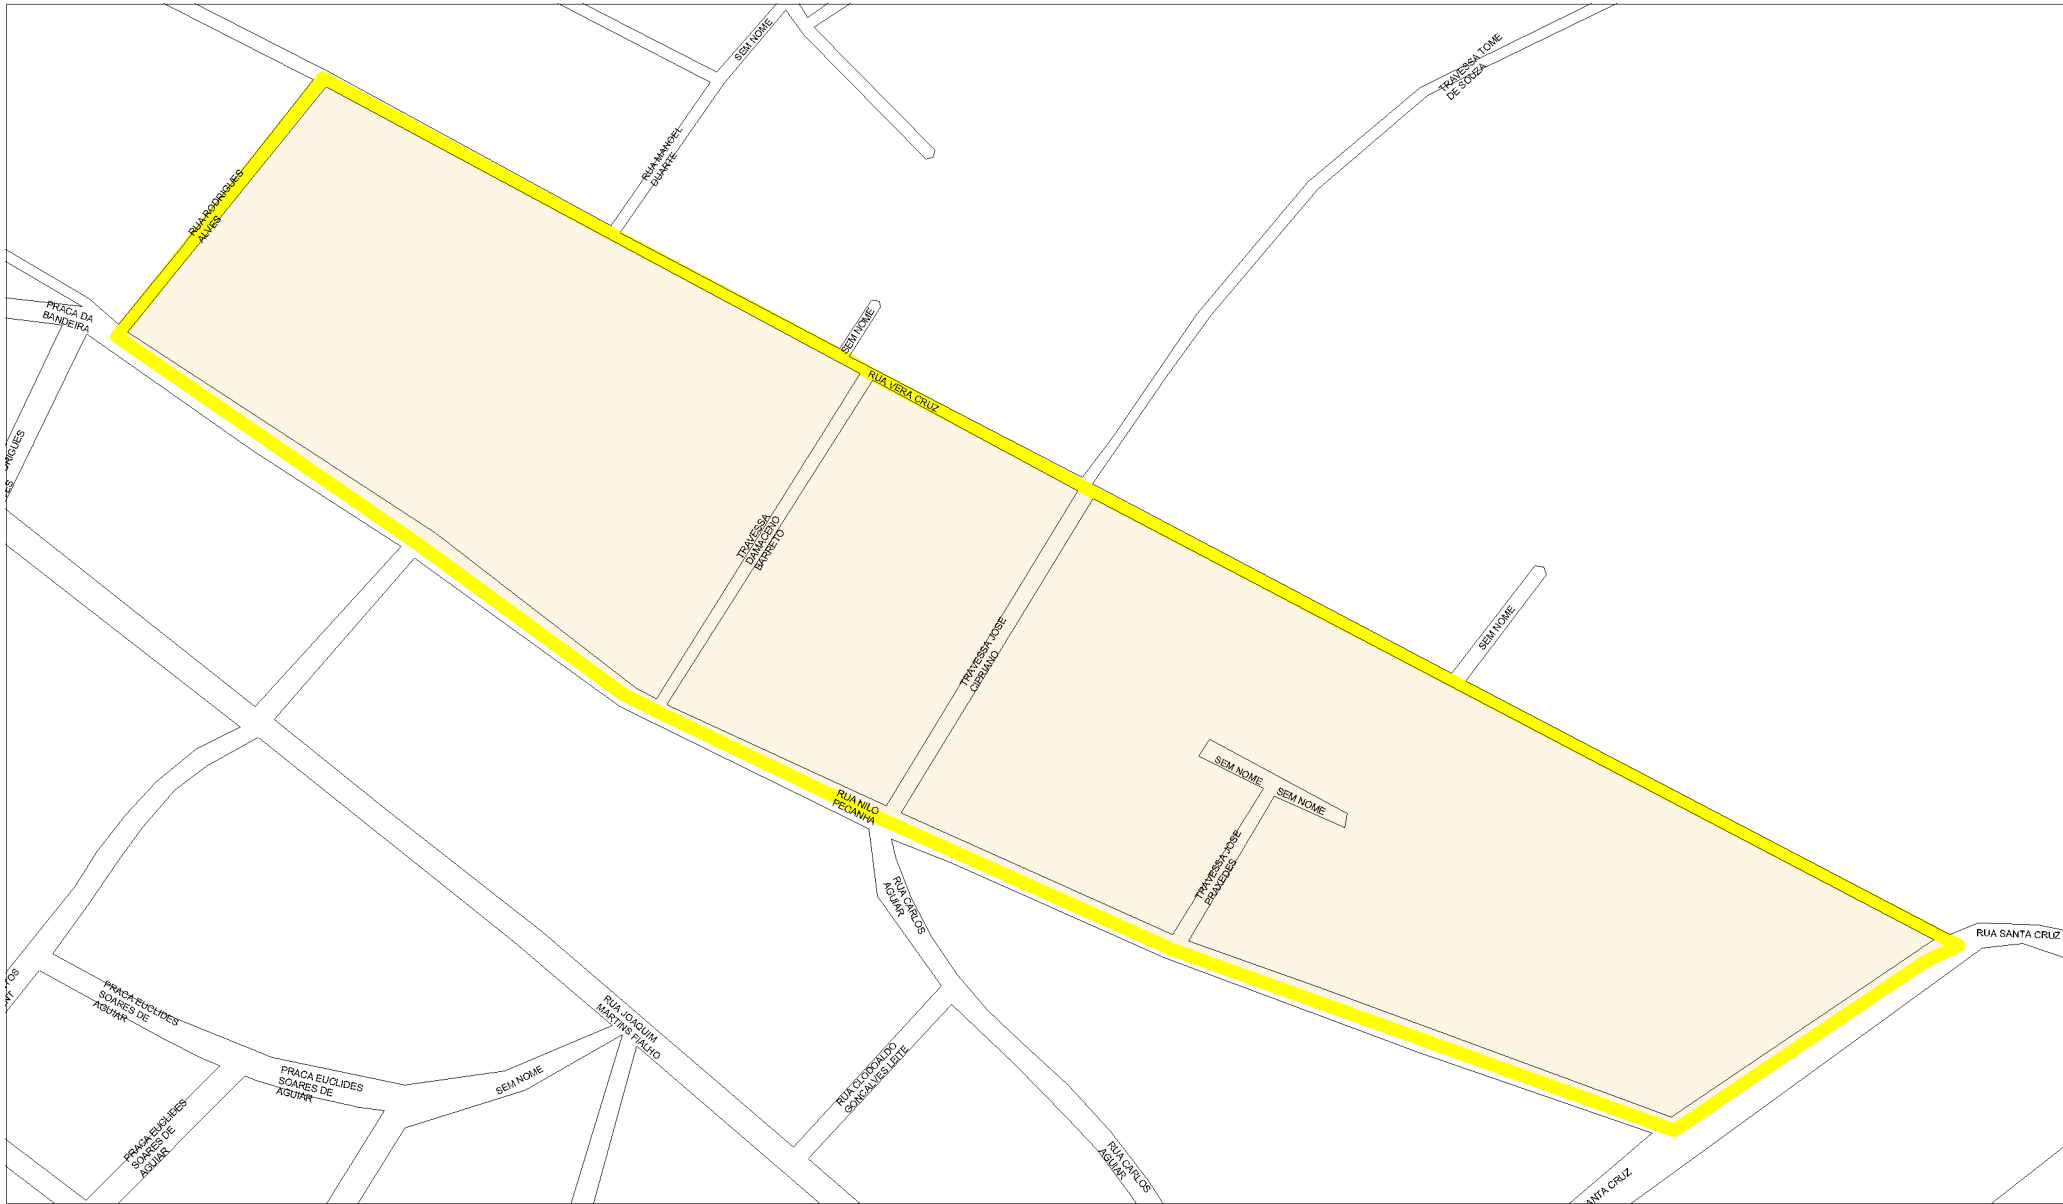 SEM NOME
TRAVESSA TOME
DE SOUZA
RUA MANOEL
DUARTE
RUA RODRIGUES
ALVES
PRACA DA
BANDEIRA
SEM NOME
RUA VERA CRUZ
TRAVESSA
DAMACENO
BARRETO
SEM NOME
TRAVESSA JOSE
CIPRIANO
SEM NOME
SEM NOME
RUA NILO
PECANHA
TRAVESSA JOSE
PRAXEDES
RUA CARLOS
AGUIAR
RUA SANTA CRUZ
PRACA EUCLIDES
SOARES DE
AGUIAR
RUA JOAQUIM
MARTINS FIALHO
PRACA EUCLIDES
SOARES DE
AGUIAR
SEM NOME
RUA CLODOALDO
GONCALVES LEITE
PRACA EUCLIDES
SOARES DE
AGUIAR
RUA CARLOS
AGUIAR
ANTA CRUZ